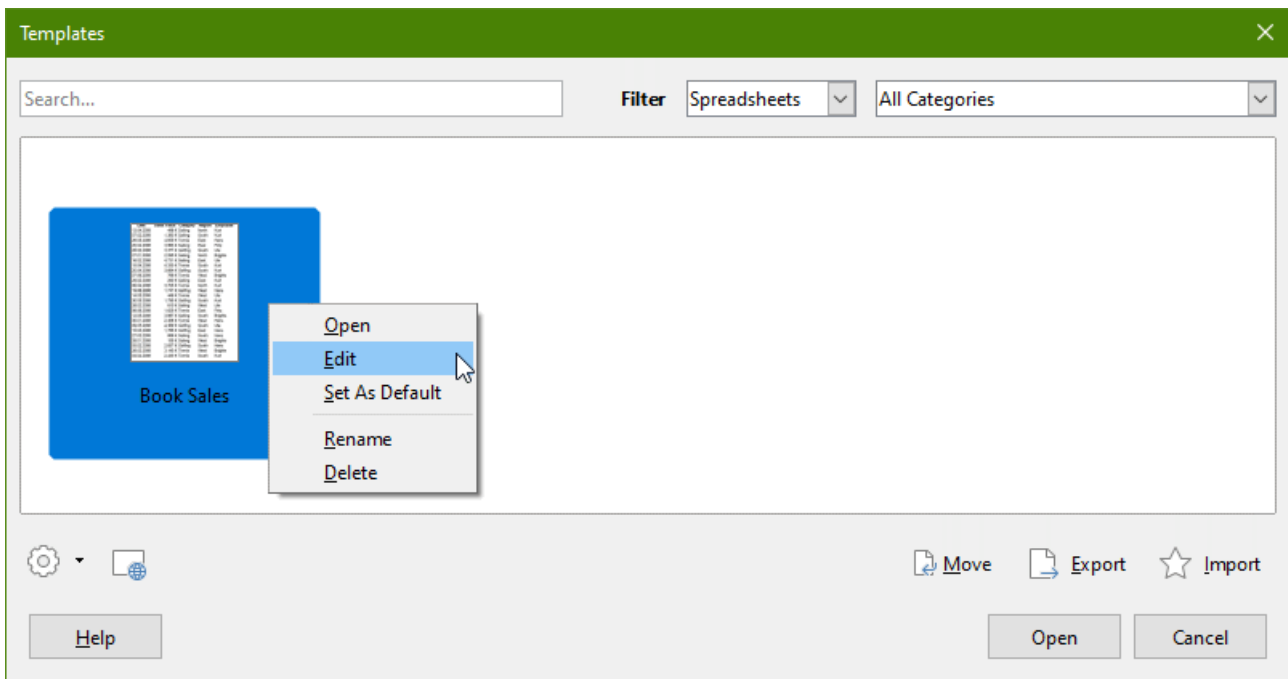 Templates
Search...
Filter Spreadsheets All Categories
Book Sales
Open
Edit
Set As Default
Rename
Delete
Move Export Import
Help Open Cancel